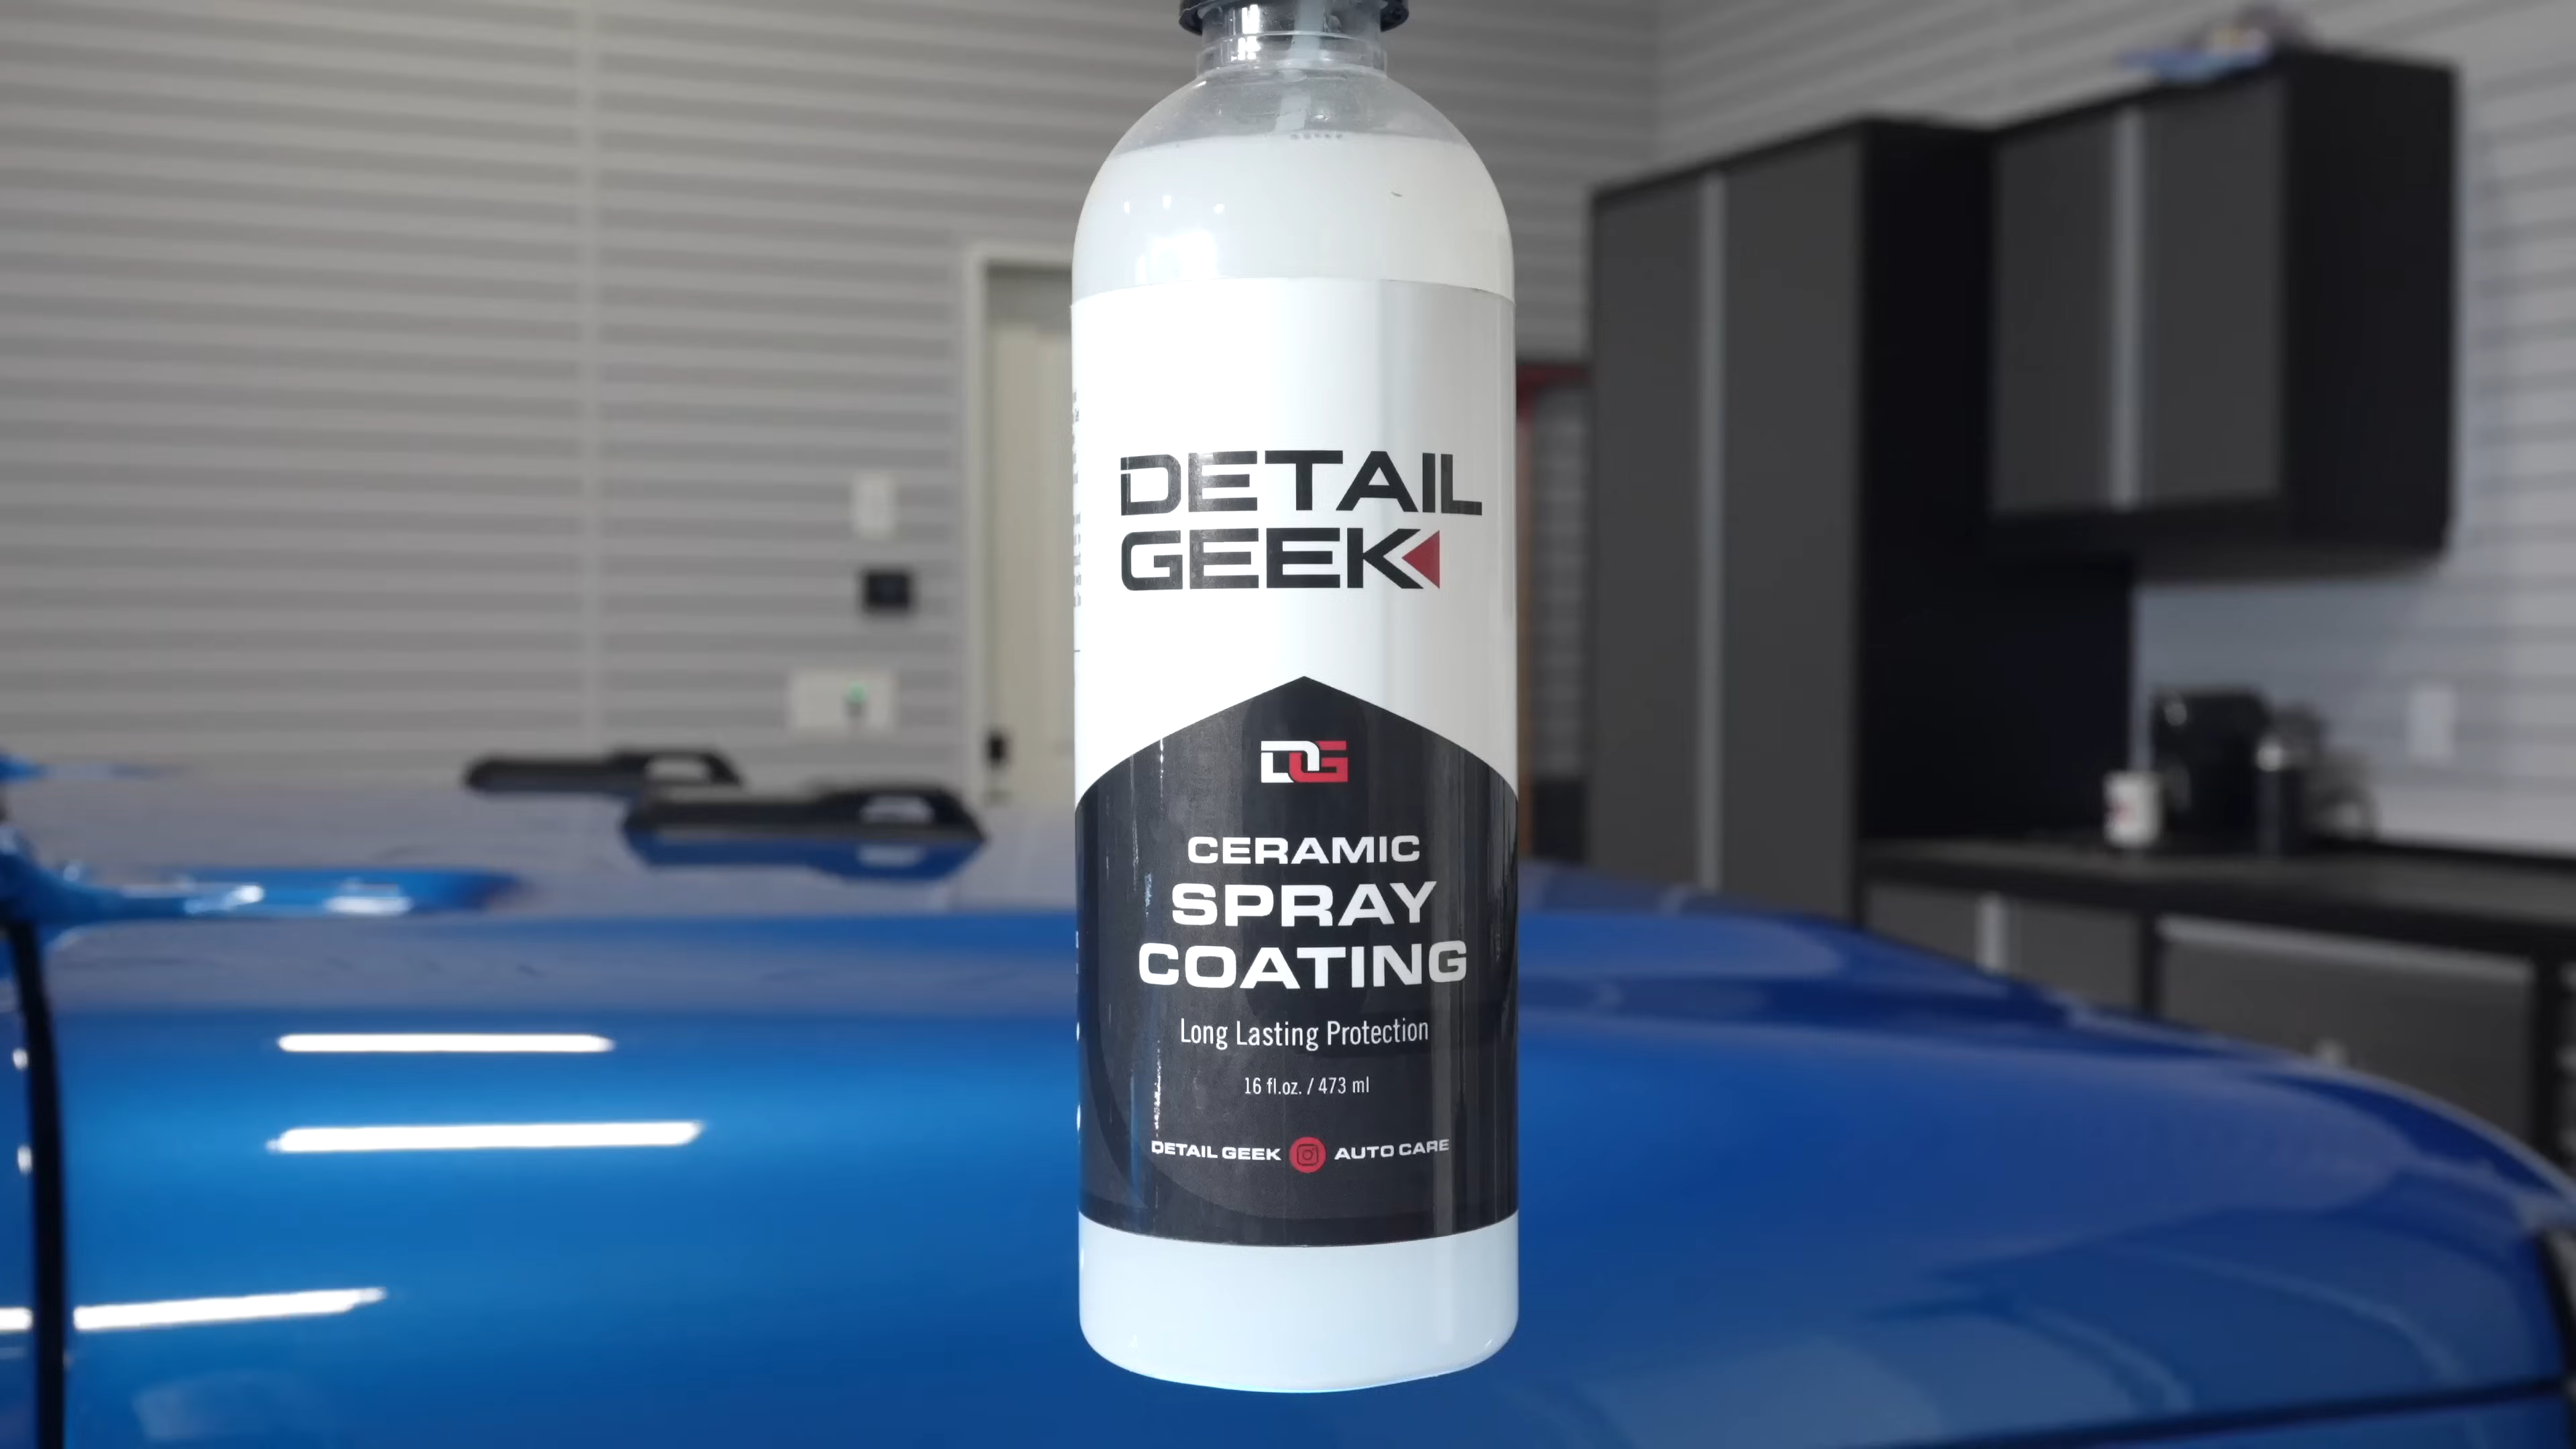 DETAIL
GEEK
DG
CERAMIC
SPRAY
COATING
Long Lasting Protection
16 fl.oz. / 473 ml
DETAIL GEEK AUTO CARE